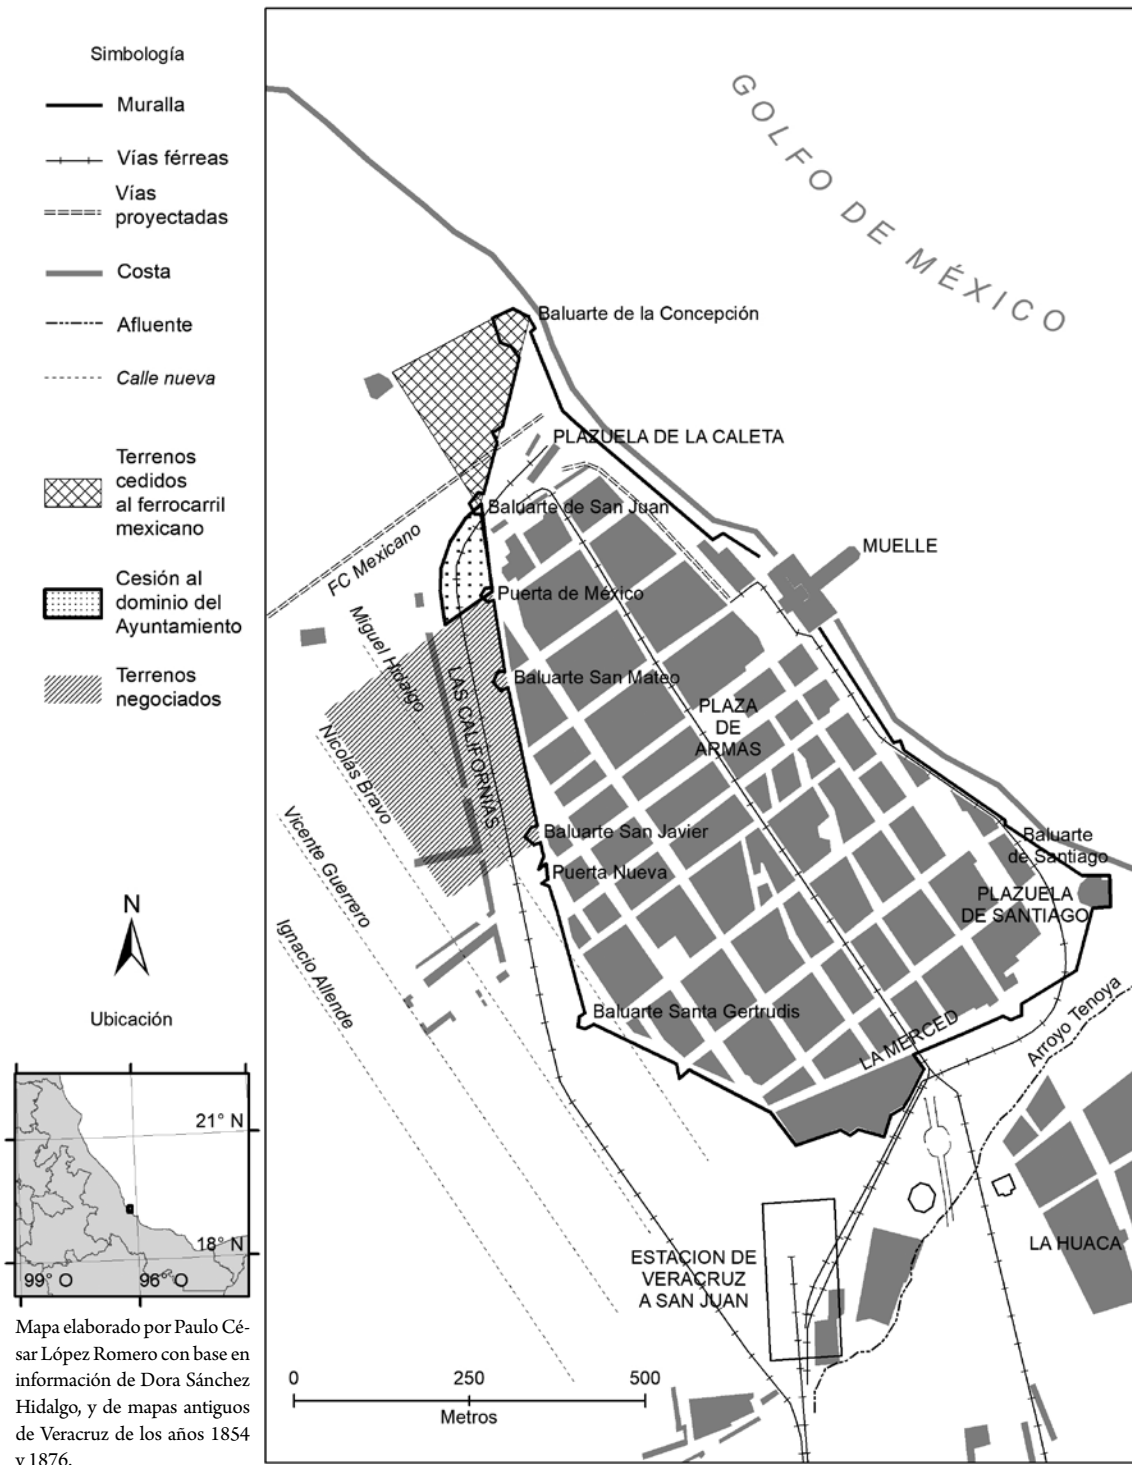 Simbología
Muralla
Vías férreas
Vías
proyectadas
Costa
Afluente
Calle nueva
Terrenos
cedidos
al ferrocarril
mexicano
Cesión al
dominio del
Ayuntamiento
Terrenos
negociados
N
Ubicación
21° N
18° N
99° O
96° O
Mapa elaborado por Paulo Cé-
sar López Romero con base en
información de Dora Sánchez
Hidalgo, y de mapas antiguos
de Veracruz de los años 1854
y 1876.
GOLFO DE MÉXICO
Baluarte de la Concepción
PLAZUELA DE LA CALETA
Baluarte de San Juan
MUELLE
FC Mexicano
Puerta de México
Miguel Hidalgo
Baluarte San Mateo
LAS CALIFORNIAS
PLAZA
DE
ARMAS
Nicolás Bravo
Baluarte San Javier
Baluarte
de Santiago
Vicente Guerrero
Puerta Nueva
PLAZUELA
DE SANTIAGO
Ignacio Allende
Baluarte Santa Gertrudis
LA MERCED
Arroyo Tenoya
LA HUACA
ESTACION DE
VERACRUZ
A SAN JUAN
0 250 500
Metros